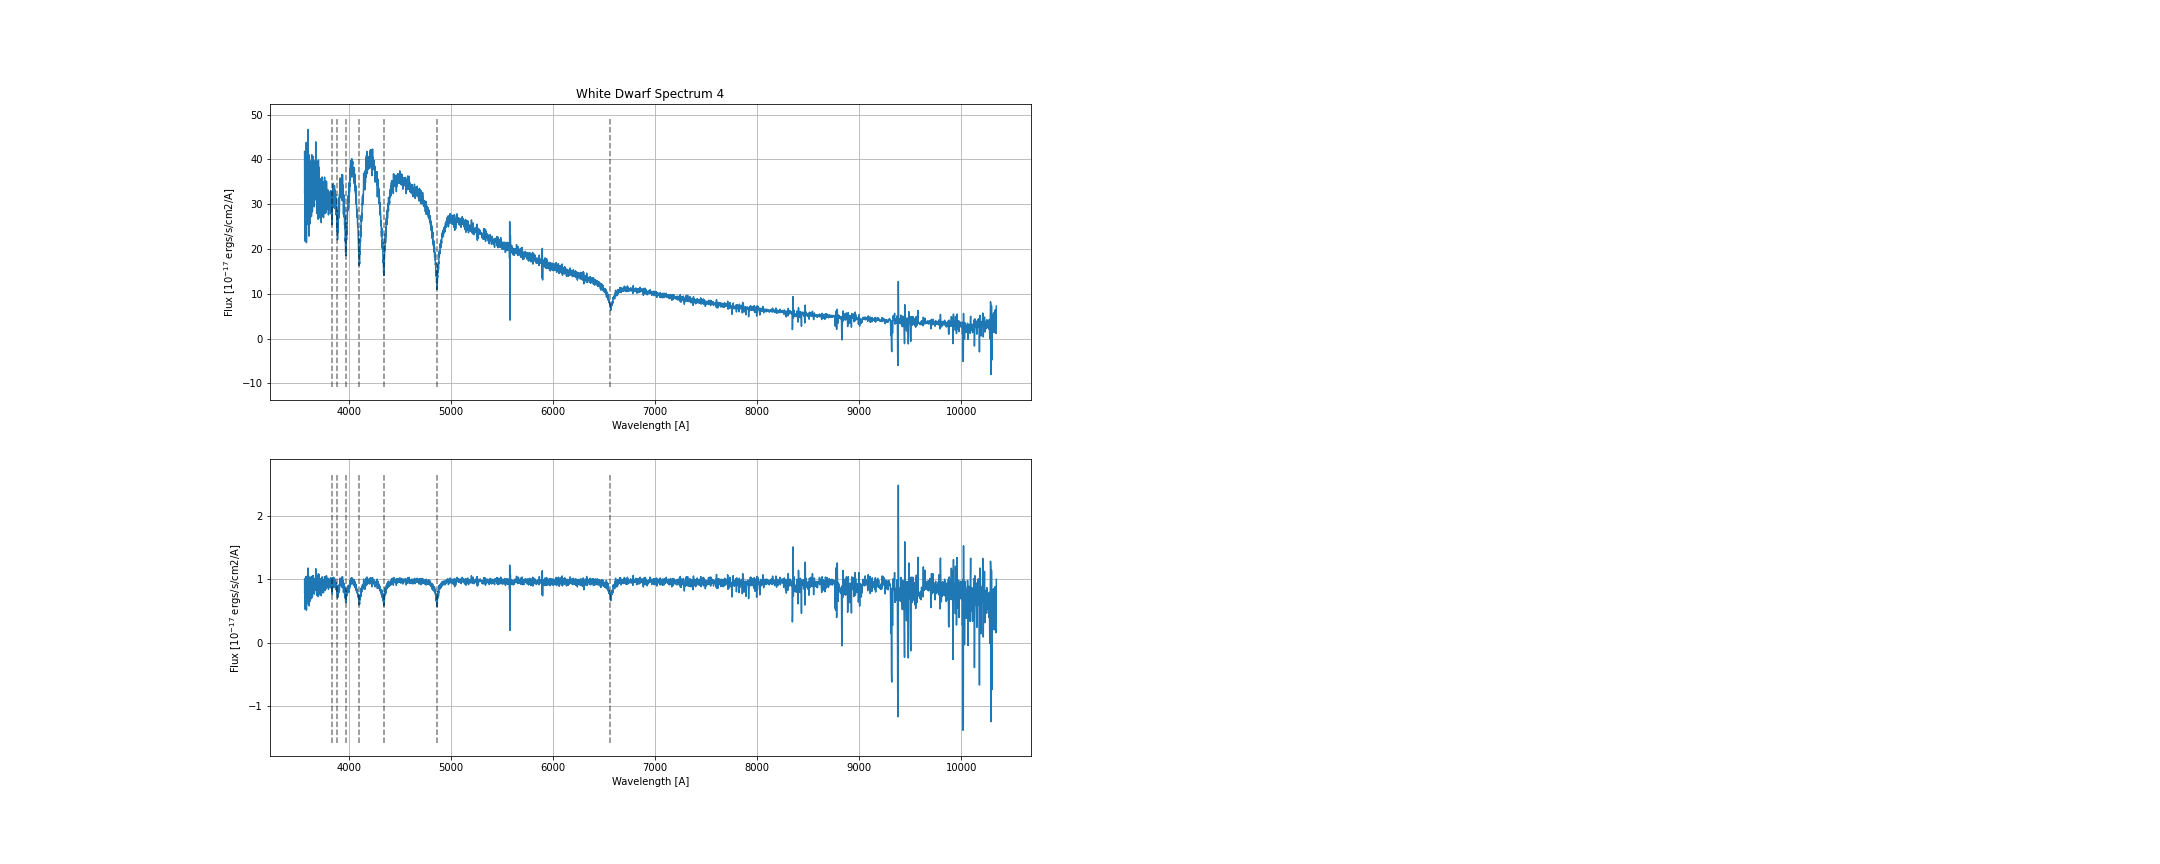 White Dwarf Spectrum 4
Flux [10⁻¹⁷ ergs/s/cm2/A]
50
40
30
20
10
0
−10
4000 5000 6000 7000 8000 9000 10000
Wavelength [A]
Flux [10⁻¹⁷ ergs/s/cm2/A]
2
1
0
−1
4000 5000 6000 7000 8000 9000 10000
Wavelength [A]